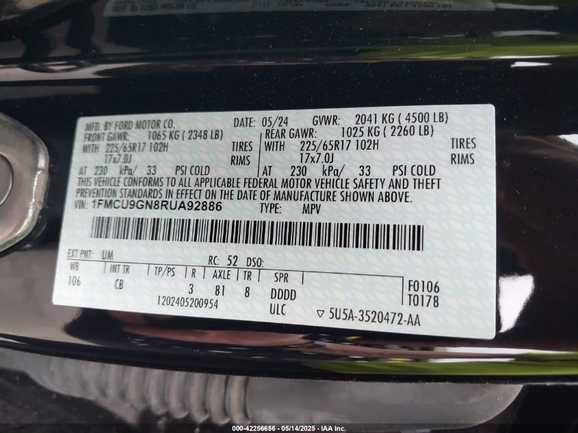 MFD. BY FORD MOTOR CO. DATE: 05/24 GVWR: 2041 KG ( 4500 LB)
FRONT GAWR: 1065 KG ( 2348 LB) REAR GAWR: 1025 KG ( 2260 LB)
WITH 225/65R17 102H TIRES WITH 225/65R17 102H TIRES
17x7.0J RIMS 17x7.0J RIMS
AT 230 kPa/ 33 PSI COLD AT 230 kPa/ 33 PSI COLD
THIS VEHICLE CONFORMS TO ALL APPLICABLE FEDERAL MOTOR VEHICLE SAFETY AND THEFT
PREVENTION STANDARDS IN EFFECT ON THE DATE OF MANUFACTURE SHOWN ABOVE.
VIN: 1FMCU9GN8RUA92886 TYPE: MPV
EXT PNT: UM RC: 52 DSO:
WB INT TR TP/PS R AXLE TR SPR F0106
106 CB 3 81 8 DDDD T0178
1202405200954 ULC ▽ 5U5A-3520472-AA
000-42256656 - 05/14/2025 - IAA Inc.